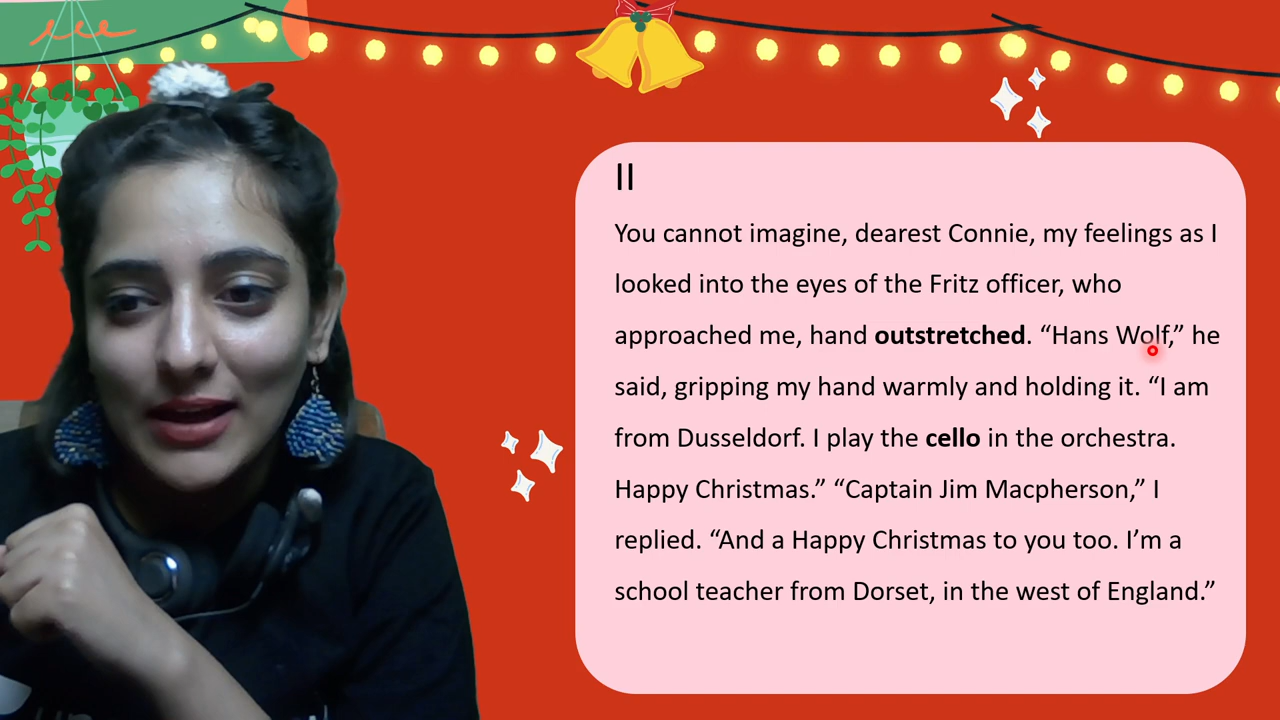 II
You cannot imagine, dearest Connie, my feelings as I
looked into the eyes of the Fritz officer, who
approached me, hand outstretched. “Hans Wolf,” he
said, gripping my hand warmly and holding it. “I am
from Dusseldorf. I play the cello in the orchestra.
Happy Christmas.” “Captain Jim Macpherson,” I
replied. “And a Happy Christmas to you too. I’m a
school teacher from Dorset, in the west of England.”